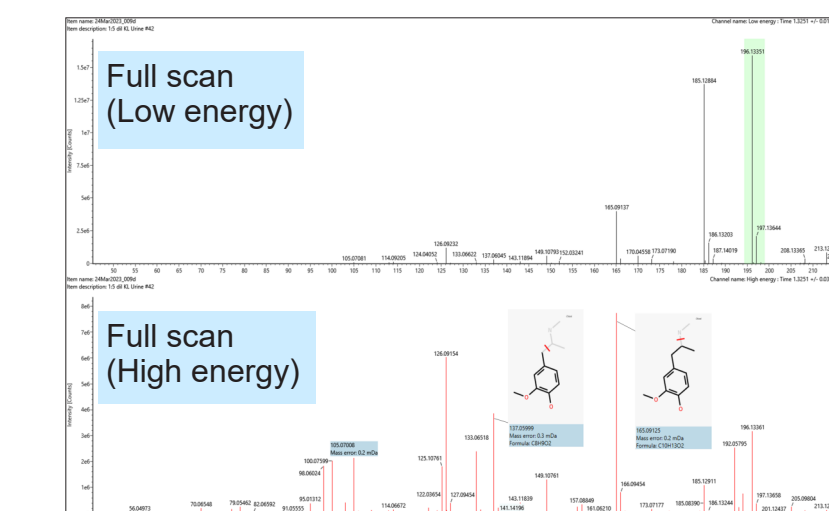 Item name: 24Mar2023_009d
Channel name: Low energy : Time 1.3251 +/- 0.01
Item description: 1:5 dil KL Urine #42
Full scan
(Low energy)
Intensity [Counts]
1.5e7
1.25e7
1e7
7.5e6
5e6
2.5e6
0
196.13351
185.12884
165.09137
126.09232
105.07081
114.09205
124.04052
133.06622
137.06045
143.11894
149.10793
152.03241
170.04556
173.07190
186.13203
187.14019
197.13644
208.13365
213.12
50 55 60 65 70 75 80 85 90 95 100 105 110 115 120 125 130 135 140 145 150 155 160 165 170 175 180 185 190 195 200 205 210
Item name: 24Mar2023_009d
Channel name: High energy : Time 1.3251 +/- 0.03
Item description: 1:5 dil KL Urine #42
Full scan
(High energy)
Intensity [Counts]
8e6
7e6
6e6
5e6
4e6
3e6
2e6
1e6
126.09154
137.05999
Mass error: 0.3 mDa
Formula: C8H9O2
165.09125
Mass error: 0.2 mDa
Formula: C10H13O2
105.07008
Mass error: 0.2 mDa
196.13361
133.06518
192.05795
100.07599
125.10761
98.06024
149.10761
166.09454
185.12911
56.04973
70.06548
79.05462
82.06592
91.05555
95.01312
114.06672
122.03654
127.09454
141.14196
143.11839
157.08849
161.06210
173.07177
185.08390
186.13244
197.13658
201.12437
205.09804
213.12